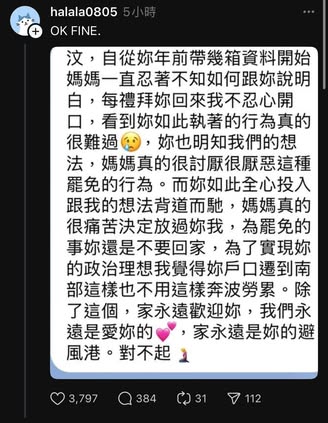 halala0805 5小時
OK FINE.
汶，自從妳年前帶幾箱資料開始
媽媽一直忍著不知如何跟妳說明
白，每禮拜妳回來我不忍心開
口，看到妳如此執著的行為真的
很難過😢，妳也明知我們的想
法，媽媽真的很討厭很厭惡這種
罷免的行為。而妳如此全心投入
跟我的想法背道而馳，媽媽真的
很痛苦決定放過妳我，為罷免的
事妳還是不要回家，為了實現妳
的政治理想我覺得妳戶口遷到南
部這樣也不用這樣奔波勞累。除
了這個，家永遠歡迎妳，我們永
遠是愛妳的💕，家永遠是妳的避
風港。對不起🧎‍♀️
3,797 384 31 112